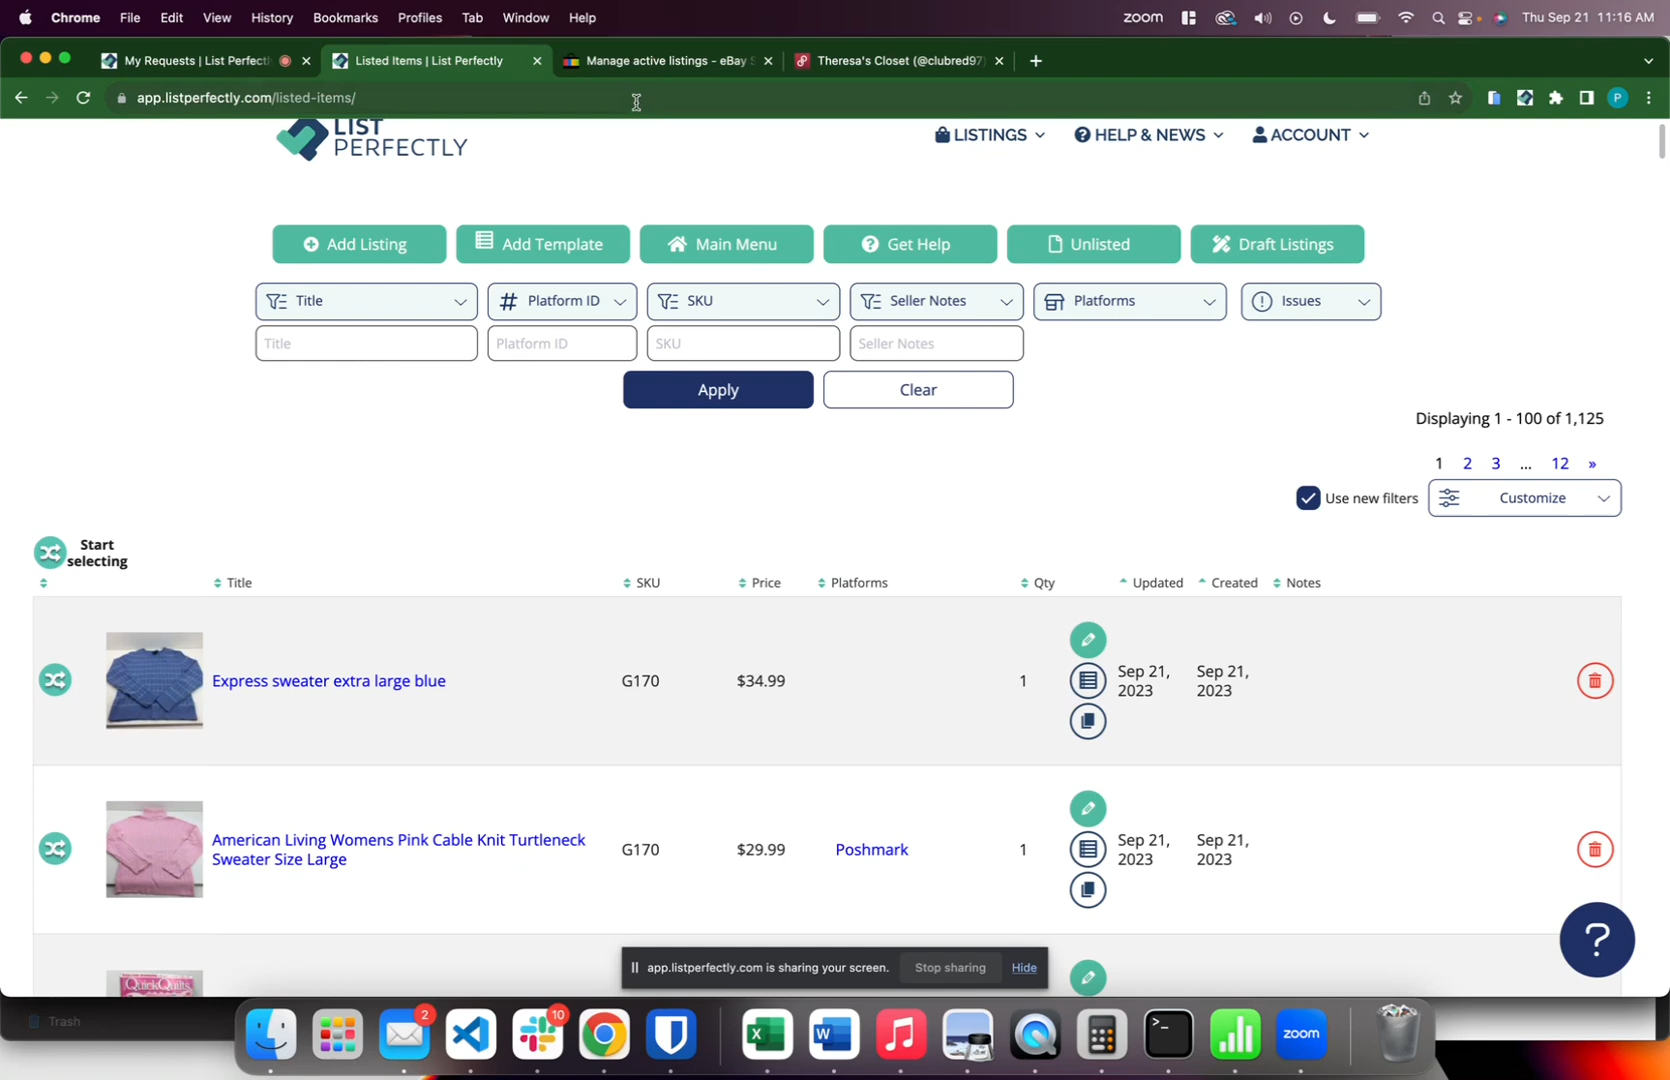 Chrome File Edit View History Bookmarks Profiles Tab Window Help zoom Thu Sep 21 11:16 AM
My Requests | List Perfectl Listed Items | List Perfectly Manage active listings - eBay S Theresa's Closet (@clubred97)
app.listperfectly.com/listed-items/ P
LIST PERFECTLY
LISTINGS HELP & NEWS ACCOUNT
Add Listing Add Template Main Menu Get Help Unlisted Draft Listings
Title Platform ID SKU Seller Notes Platforms Issues
Title Platform ID SKU Seller Notes
Apply Clear
Displaying 1 - 100 of 1,125
1 2 3 ... 12 »
Use new filters Customize
Start
selecting
Title SKU Price Platforms Qty Updated Created Notes
Express sweater extra large blue G170 $34.99 1 Sep 21, 2023 Sep 21, 2023
American Living Womens Pink Cable Knit Turtleneck
Sweater Size Large G170 $29.99 Poshmark 1 Sep 21, 2023 Sep 21, 2023
QuickQuilts
app.listperfectly.com is sharing your screen. Stop sharing Hide
?
Trash
2 10 zoom